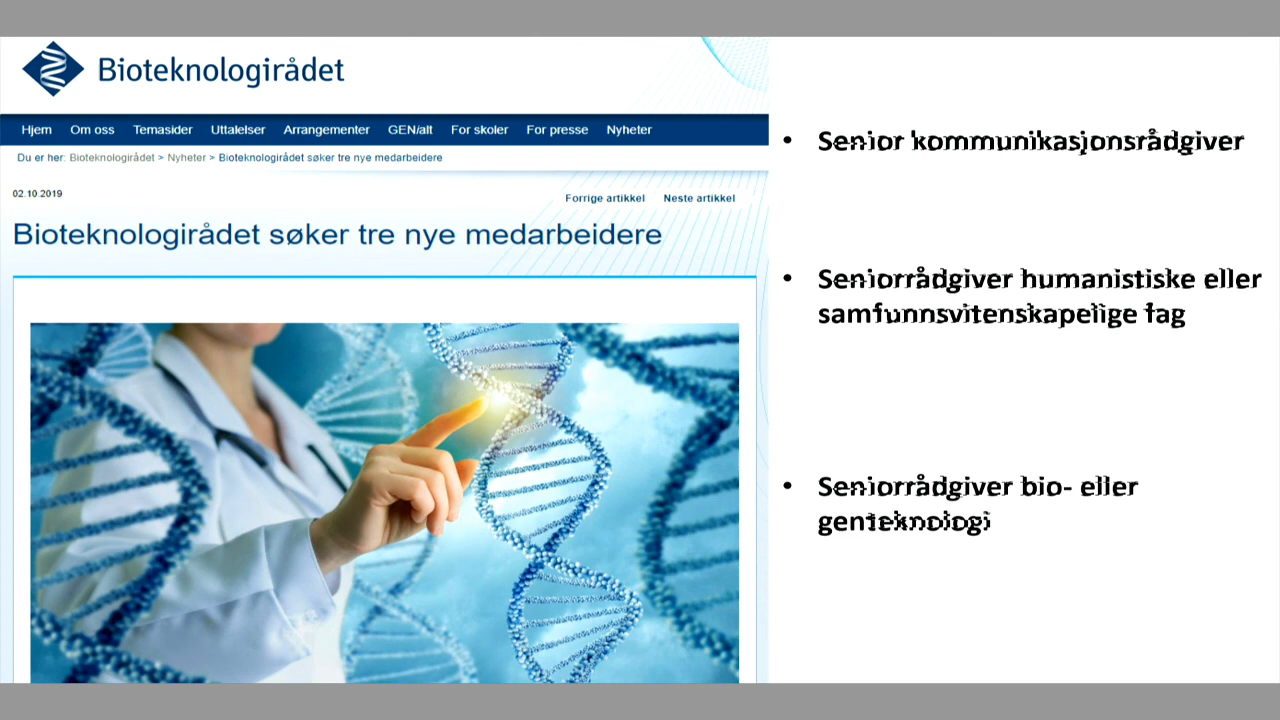 Bioteknologirådet
Hjem Om oss Temasider Uttalelser Arrangementer GENialt For skoler For presse Nyheter
Du er her: Bioteknologirådet > Nyheter > Bioteknologirådet søker tre nye medarbeidere
02.10.2019
Forrige artikkel Neste artikkel
Bioteknologirådet søker tre nye medarbeidere
• Senior kommunikasjonsrådgiver
• Seniorrådgiver humanistiske eller
samfunnsvitenskapelige fag
• Seniorrådgiver bio- eller
genteknologi